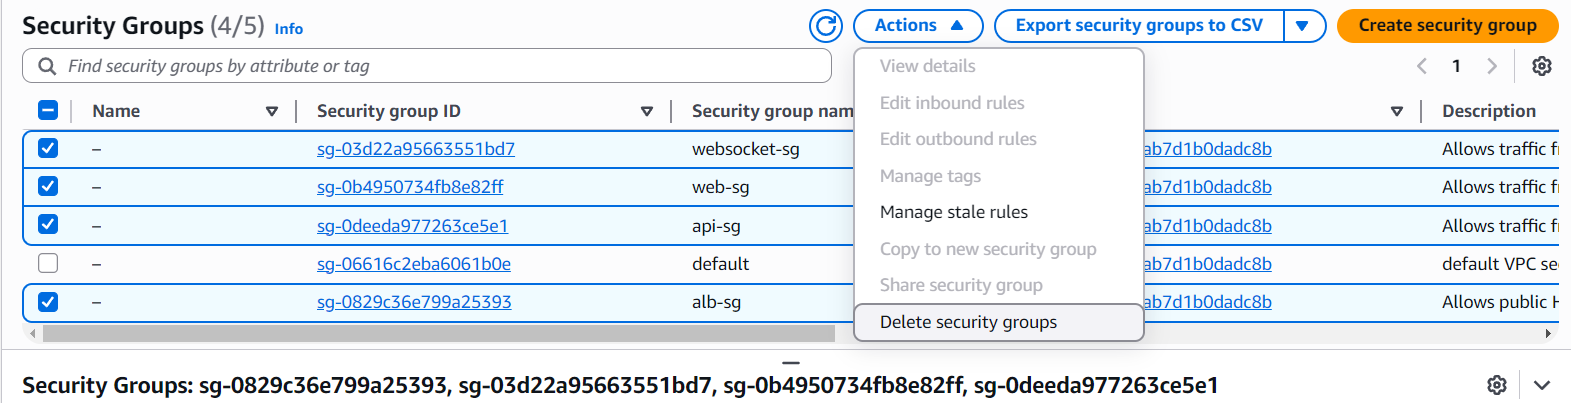 Security Groups (4/5) Info Actions Export security groups to CSV Create security group
Find security groups by attribute or tag 1
View details
Edit inbound rules
Edit outbound rules
Manage tags
Manage stale rules
Copy to new security group
Share security group
Delete security groups
Name Security group ID Security group nam Description
– sg-03d22a95663551bd7 websocket-sg ab7d1b0dadc8b Allows traffic f
– sg-0b4950734fb8e82ff web-sg ab7d1b0dadc8b Allows traffic f
– sg-0deeda977263ce5e1 api-sg ab7d1b0dadc8b Allows traffic f
– sg-06616c2eba6061b0e default ab7d1b0dadc8b default VPC se
– sg-0829c36e799a25393 alb-sg ab7d1b0dadc8b Allows public H
Security Groups: sg-0829c36e799a25393, sg-03d22a95663551bd7, sg-0b4950734fb8e82ff, sg-0deeda977263ce5e1